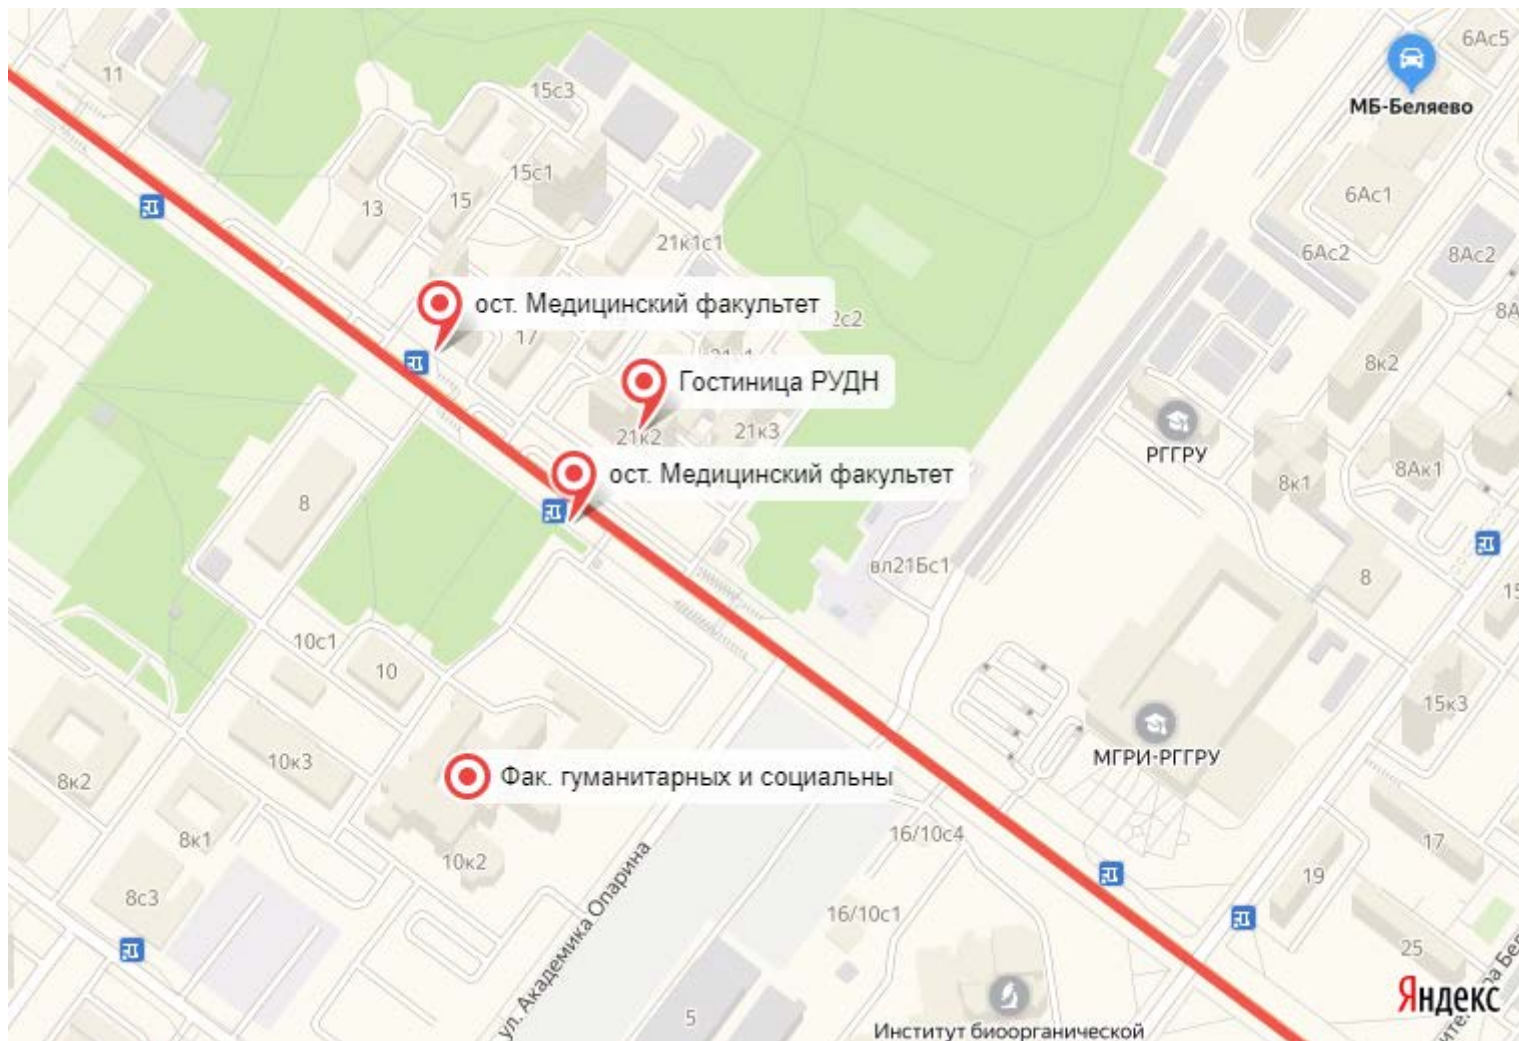 6Ас5
11
15с3
МБ-Беляево
15с1
15
13
6Ас1
21к1с1
6Ас2
8Ас2
ост. Медицинский факультет
2с2
17
8к2
Гостиница РУДН
21к2
21к3
РГГРУ
ост. Медицинский факультет
8Ак1
8к1
8
вл21Бс1
8
10с1
10
15к3
МГРИ-РГГРУ
10к3
Фак. гуманитарных и социальны
8к2
8к1
16/10с4
17
10к2
19
8с3
16/10с1
ул. Академика Опарина
25
Яндекс
5
Институт биоорганической